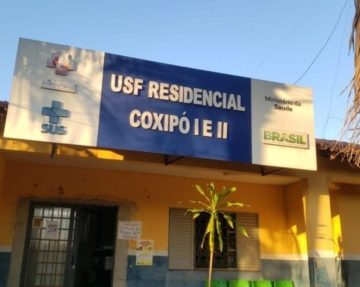 USF RESIDENCIAL
COXIPÓ I E II
SUS
Ministério da
Saúde
BRASIL